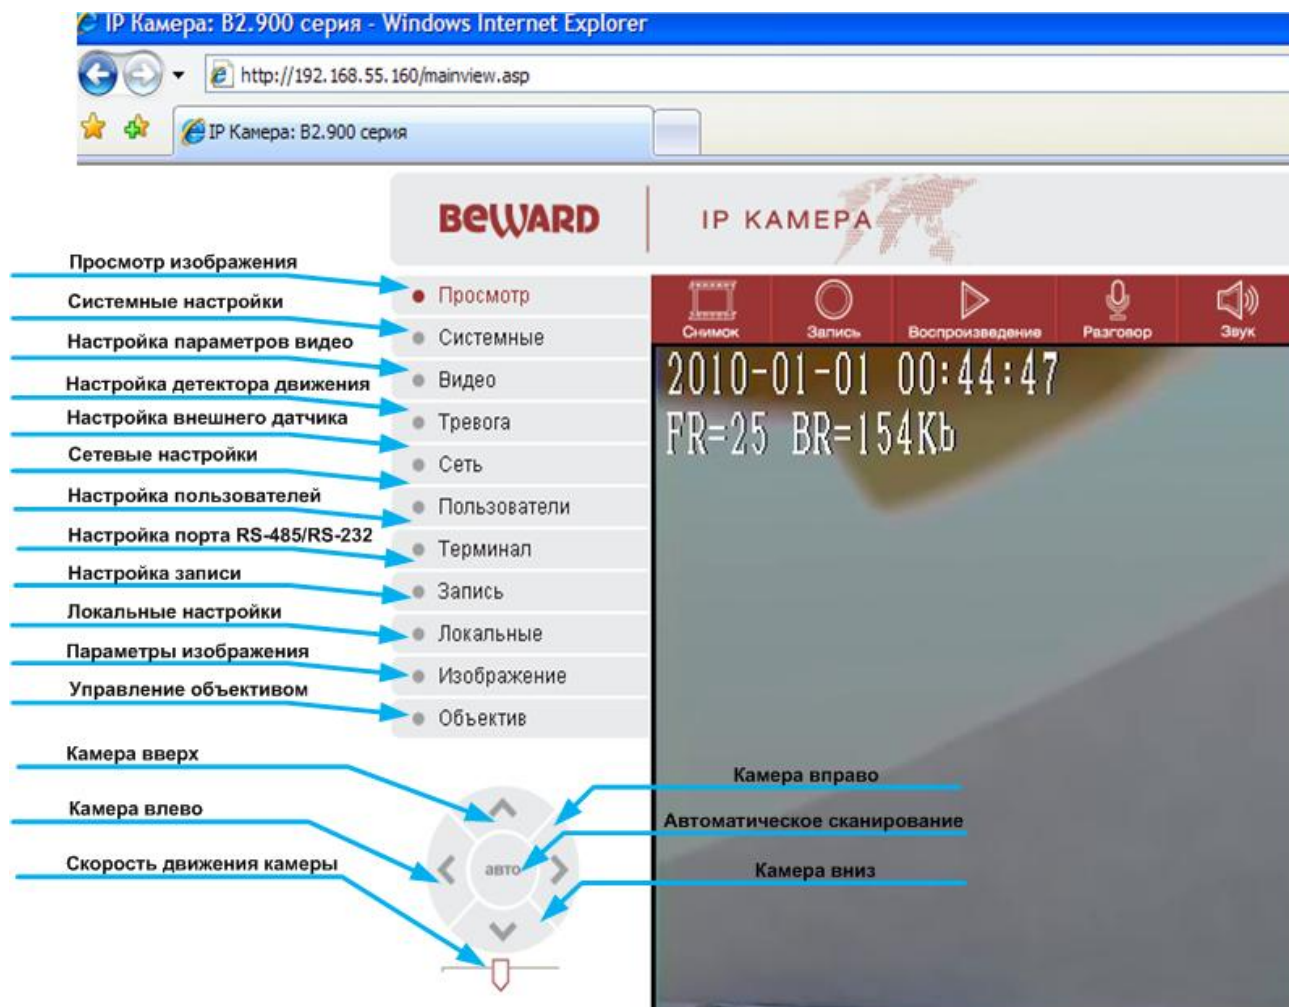 IP Камера: B2.900 серия - Windows Internet Explorer
http://192.168.55.160/mainview.asp
IP Камера: B2.900 серия
BEWARD
IP КАМЕРА
Просмотр изображения
Системные настройки
Настройка параметров видео
Настройка детектора движения
Настройка внешнего датчика
Сетевые настройки
Настройка пользователей
Настройка порта RS-485/RS-232
Настройка записи
Локальные настройки
Параметры изображения
Управление объективом
Просмотр
Системные
Видео
Тревога
Сеть
Пользователи
Терминал
Запись
Локальные
Изображение
Объектив
Снимок
Запись
Воспроизведение
Разговор
Звук
2010-01-01 00:44:47
FR=25 BR=154Kb
Камера вверх
Камера влево
Скорость движения камеры
авто
Камера вправо
Автоматическое сканирование
Камера вниз